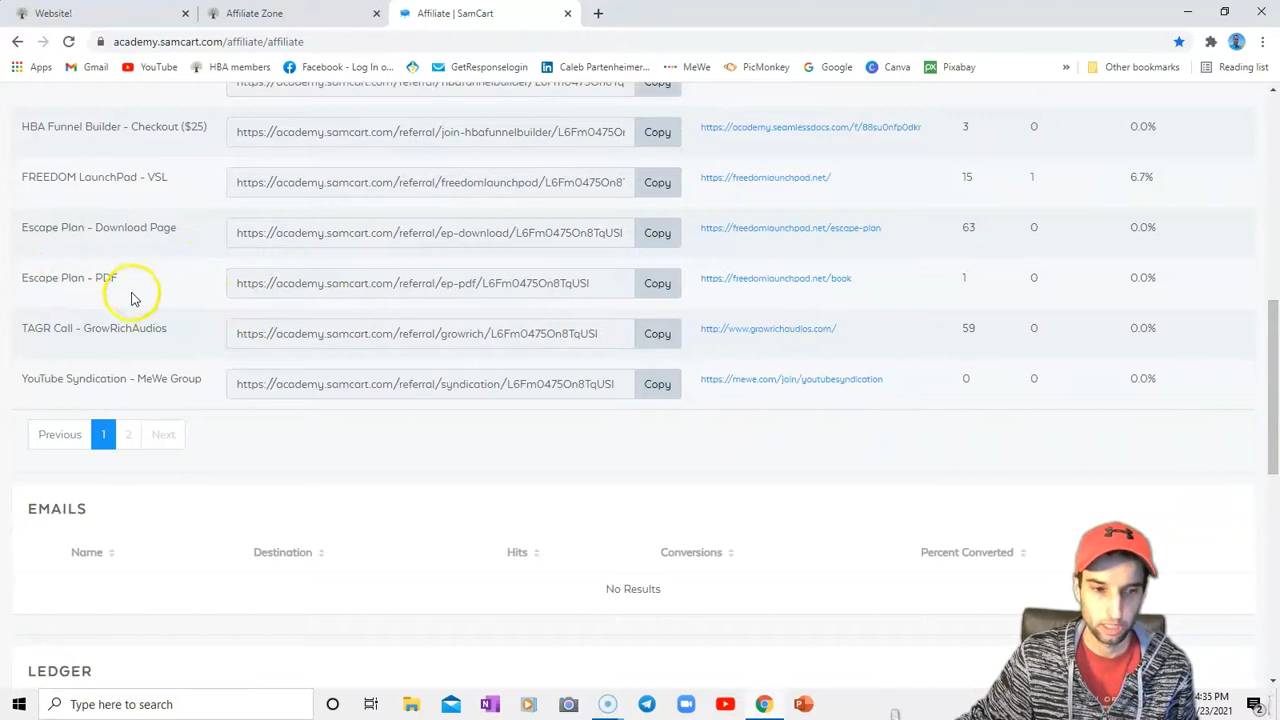 Website!
Affiliate Zone
Affiliate | SamCart
academy.samcart.com/affiliate/affiliate
Apps
Gmail
YouTube
HBA members
Facebook - Log In o...
GetResponselogin
Caleb Partenheimer...
MeWe
PicMonkey
Google
Canva
Pixabay
»
Other bookmarks
Reading list
Copy
HBA Funnel Builder - Checkout ($25)
https://academy.samcart.com/referral/join-hbafunnelbuilder/L6Fm0475Or
Copy
https://academy.seamlessdocs.com/f/88su0nfp0dkr
3
0
0.0%
FREEDOM LaunchPad - VSL
https://academy.samcart.com/referral/freedomlaunchpad/L6Fm0475On8T
Copy
https://freedomlaunchpad.net/
15
1
6.7%
Escape Plan - Download Page
https://academy.samcart.com/referral/ep-download/L6Fm0475On8TqUSI
Copy
https://freedomlaunchpad.net/escape-plan
63
0
0.0%
Escape Plan - PDF
https://academy.samcart.com/referral/ep-pdf/L6Fm0475On8TqUSI
Copy
https://freedomlaunchpad.net/book
1
0
0.0%
TAGR Call - GrowRichAudios
https://academy.samcart.com/referral/growrich/L6Fm0475On8TqUSI
Copy
http://www.growrichaudios.com/
59
0
0.0%
YouTube Syndication - MeWe Group
https://academy.samcart.com/referral/syndication/L6Fm0475On8TqUSI
Copy
https://mewe.com/join/youtubesyndication
0
0
0.0%
Previous
1
2
Next
EMAILS
Name
Destination
Hits
Conversions
Percent Converted
No Results
LEDGER
Type here to search
4:35 PM
/23/2021
2